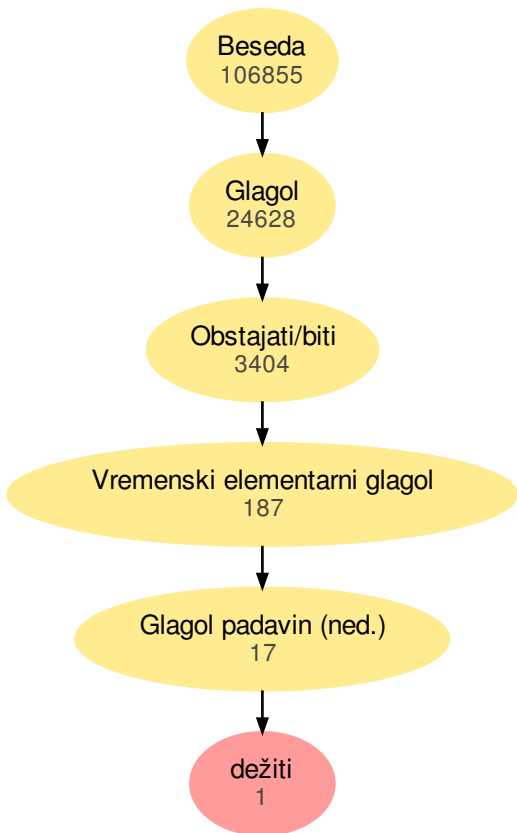 Beseda
106855
Glagol
24628
Obstajati/biti
3404
Vremenski elementarni glagol
187
Glagol padavin (ned.)
17
dežiti
1